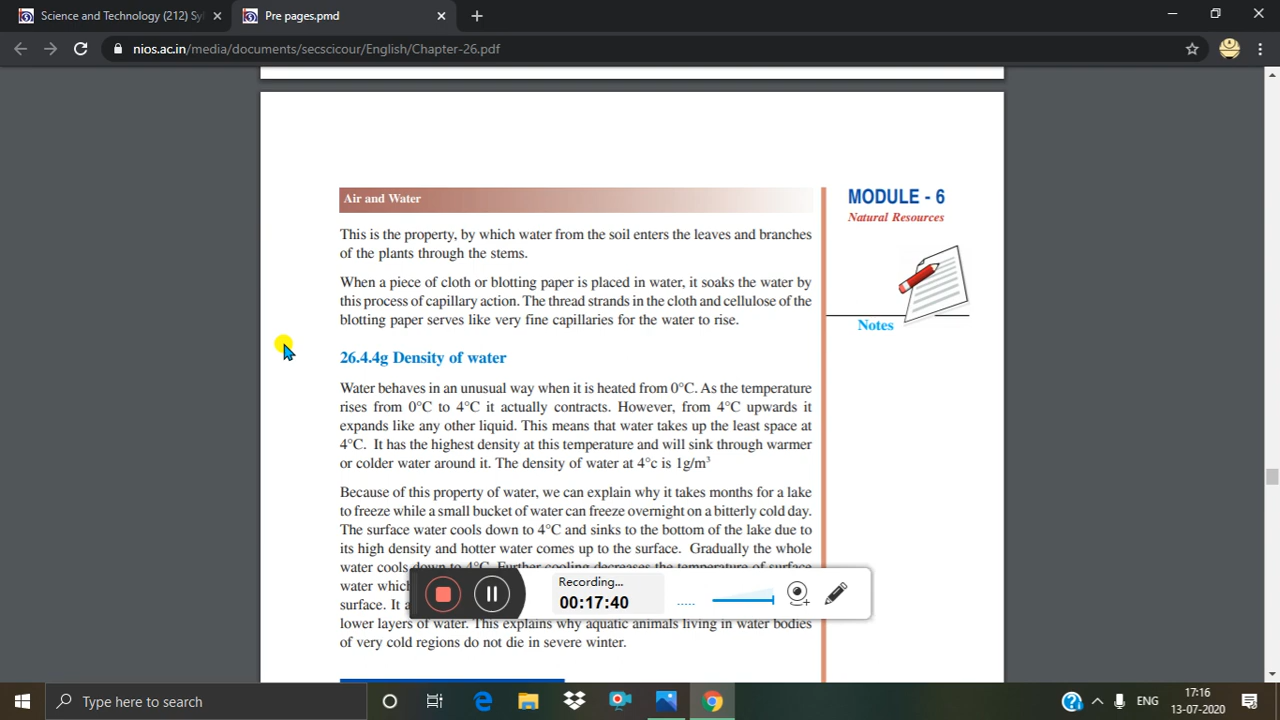 Science and Technology (212) Syl
Pre pages.pmd
nios.ac.in/media/documents/secscicour/English/Chapter-26.pdf
Air and Water
MODULE - 6
Natural Resources
Notes
This is the property, by which water from the soil enters the leaves and branches
of the plants through the stems.
When a piece of cloth or blotting paper is placed in water, it soaks the water by
this process of capillary action. The thread strands in the cloth and cellulose of the
blotting paper serves like very fine capillaries for the water to rise.
26.4.4g Density of water
Water behaves in an unusual way when it is heated from 0°C. As the temperature
rises from 0°C to 4°C it actually contracts. However, from 4°C upwards it
expands like any other liquid. This means that water takes up the least space at
4°C. It has the highest density at this temperature and will sink through warmer
or colder water around it. The density of water at 4°c is 1g/m³
Because of this property of water, we can explain why it takes months for a lake
to freeze while a small bucket of water can freeze overnight on a bitterly cold day.
The surface water cools down to 4°C and sinks to the bottom of the lake due to
its high density and hotter water comes up to the surface. Gradually the whole
water cools down to 4°C. Further cooling decreases the temperature of surface
water which
surface. It
lower layers of water. This explains why aquatic animals living in water bodies
of very cold regions do not die in severe winter.
Recording...
00:17:40
Type here to search
ENG
17:16
13-07-2020